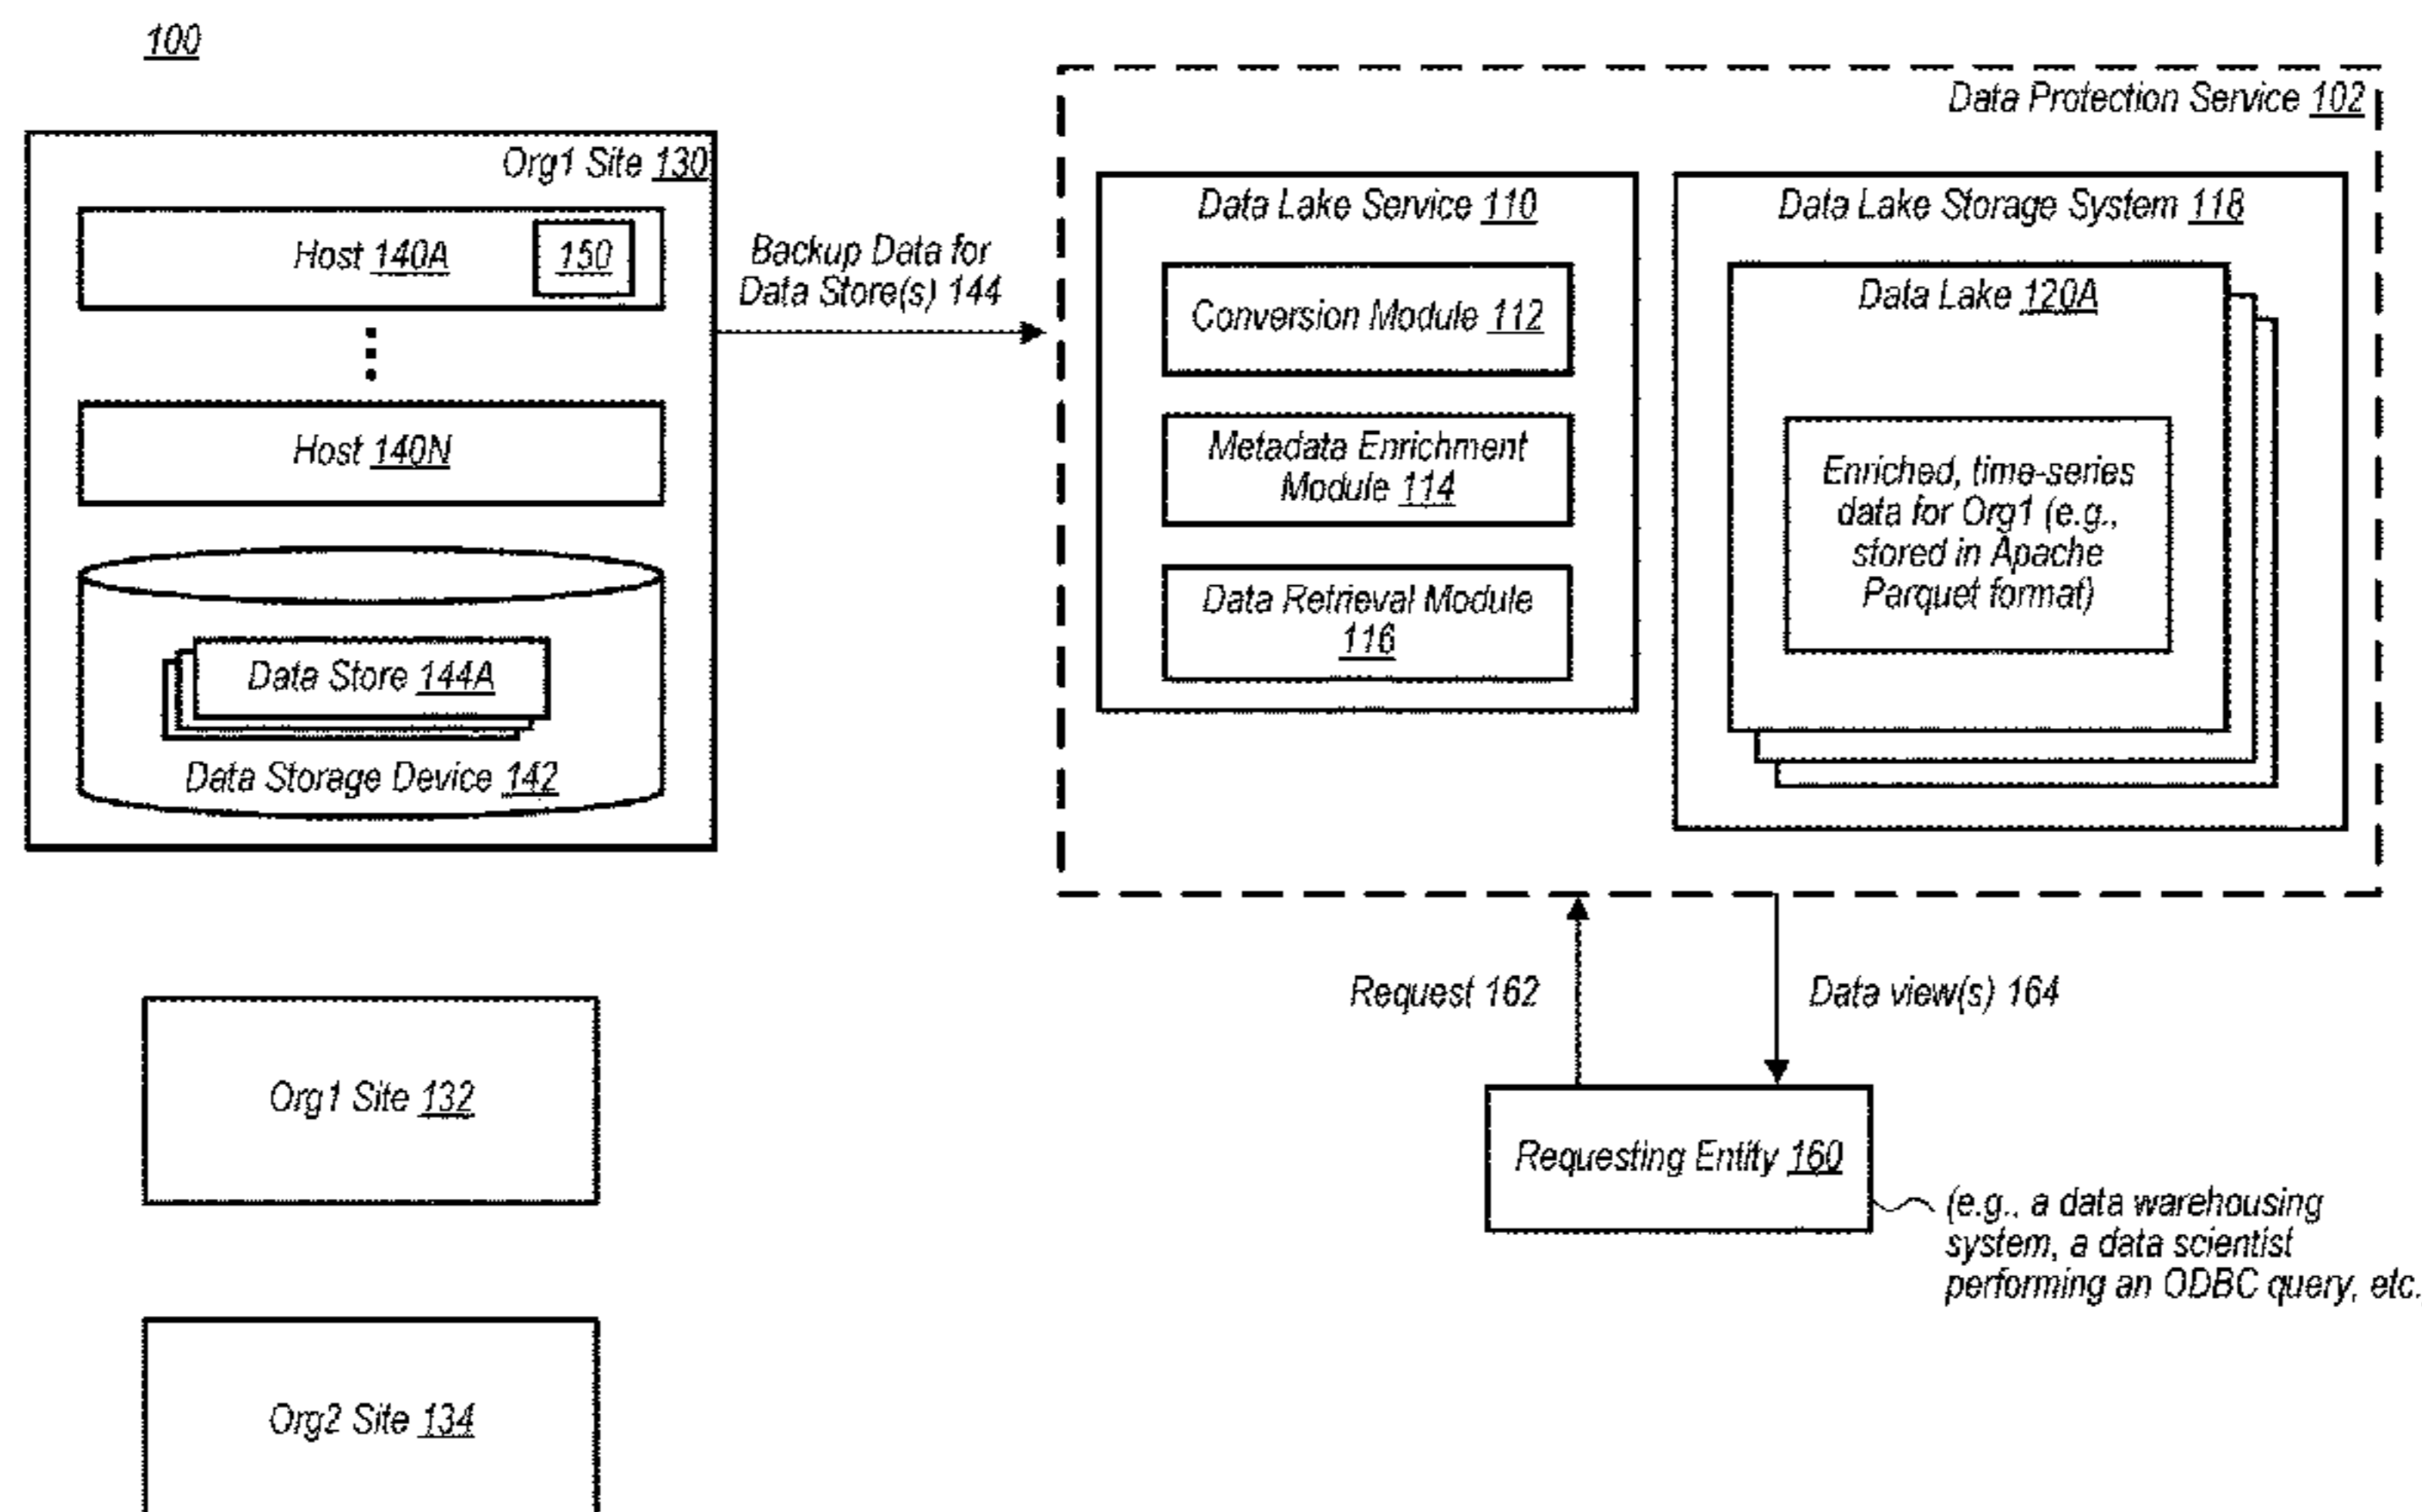 100
Data Protection Service 102
Org1 Site 130
Host 140A
150
Host 140N
Data Store 144A
Data Storage Device 142
Backup Data for
Data Store(s) 144
Data Lake Service 110
Conversion Module 112
Metadata Enrichment
Module 114
Data Retrieval Module
116
Data Lake Storage System 118
Data Lake 120A
Enriched, time-series
data for Org1 (e.g.,
stored in Apache
Parquet format)
Request 162
Data view(s) 164
Requesting Entity 160
(e.g., a data warehousing
system, a data scientist
performing an ODBC query, etc.
Org1 Site 132
Org2 Site 134